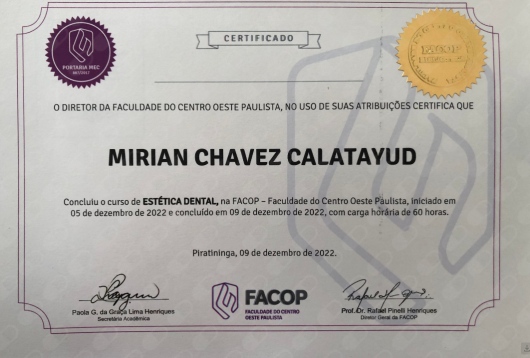 PORTARIA MEC
CERTIFICADO
O DIRETOR DA FACULDADE DO CENTRO OESTE PAULISTA, NO USO DE SUAS ATRIBUIÇÕES CERTIFICA QUE
MIRIAN CHAVEZ CALATAYUD
Concluiu o curso de ESTÉTICA DENTAL, na FACOP – Faculdade do Centro Oeste Paulista, iniciado em
05 de dezembro de 2022 e concluído em 09 de dezembro de 2022, com carga horária de 60 horas.
Piratininga, 09 de dezembro de 2022.
Paola G. da Graça Lima Henriques
Secretária Acadêmica
FACOP
FACULDADE DO CENTRO
OESTE PAULISTA
Prof. Dr. Rafael Pinelli Henriques
Diretor Geral da FACOP